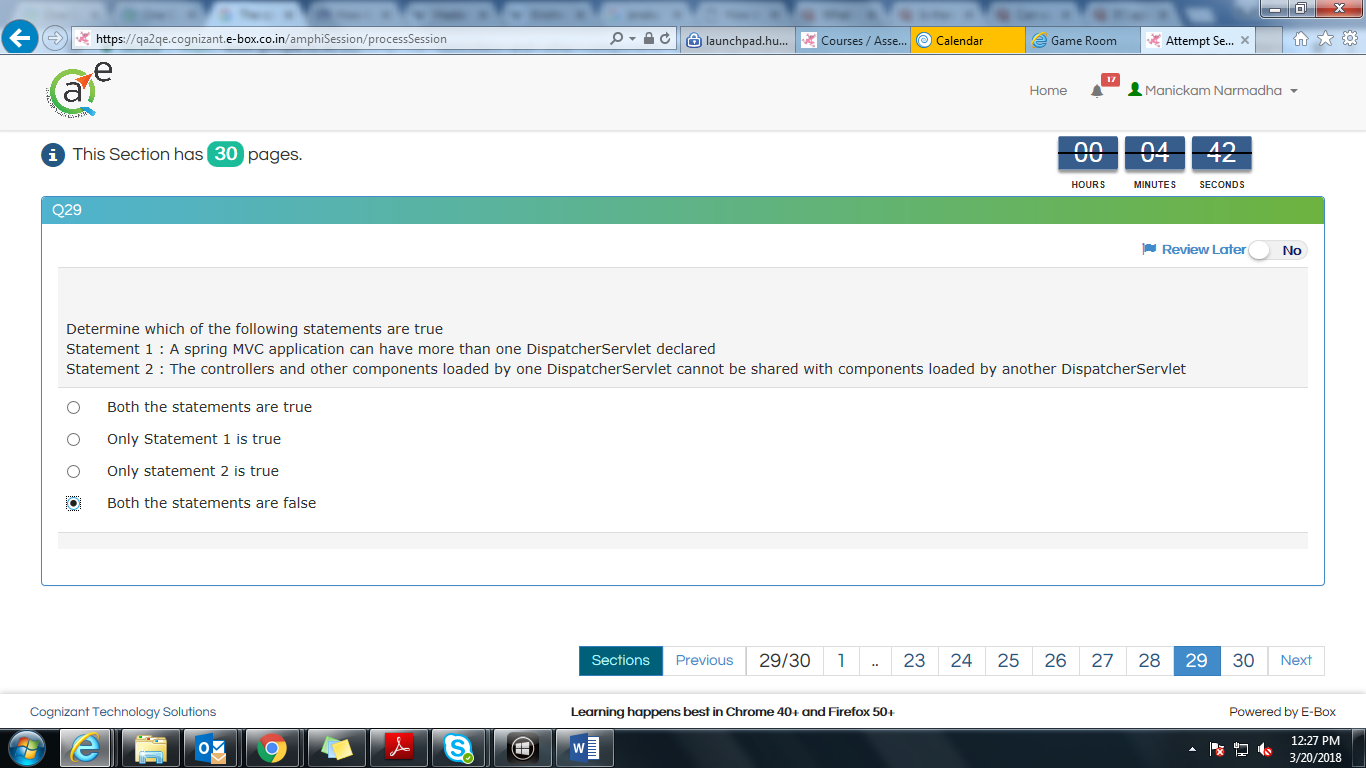 https://qa2qe.cognizant.e-box.co.in/amphiSession/processSession
launchpad.hu...
Courses / Asse...
Calendar
Game Room
Attempt Se...
a e
Home
17
Manickam Narmadha
This Section has 30 pages.
00 04 42
HOURS MINUTES SECONDS
Q29
Review Later No
Determine which of the following statements are true
Statement 1 : A spring MVC application can have more than one DispatcherServlet declared
Statement 2 : The controllers and other components loaded by one DispatcherServlet cannot be shared with components loaded by another DispatcherServlet
Both the statements are true
Only Statement 1 is true
Only statement 2 is true
Both the statements are false
Sections Previous 29/30 1 .. 23 24 25 26 27 28 29 30 Next
Cognizant Technology Solutions
Learning happens best in Chrome 40+ and Firefox 50+
Powered by E-Box
12:27 PM
3/20/2018